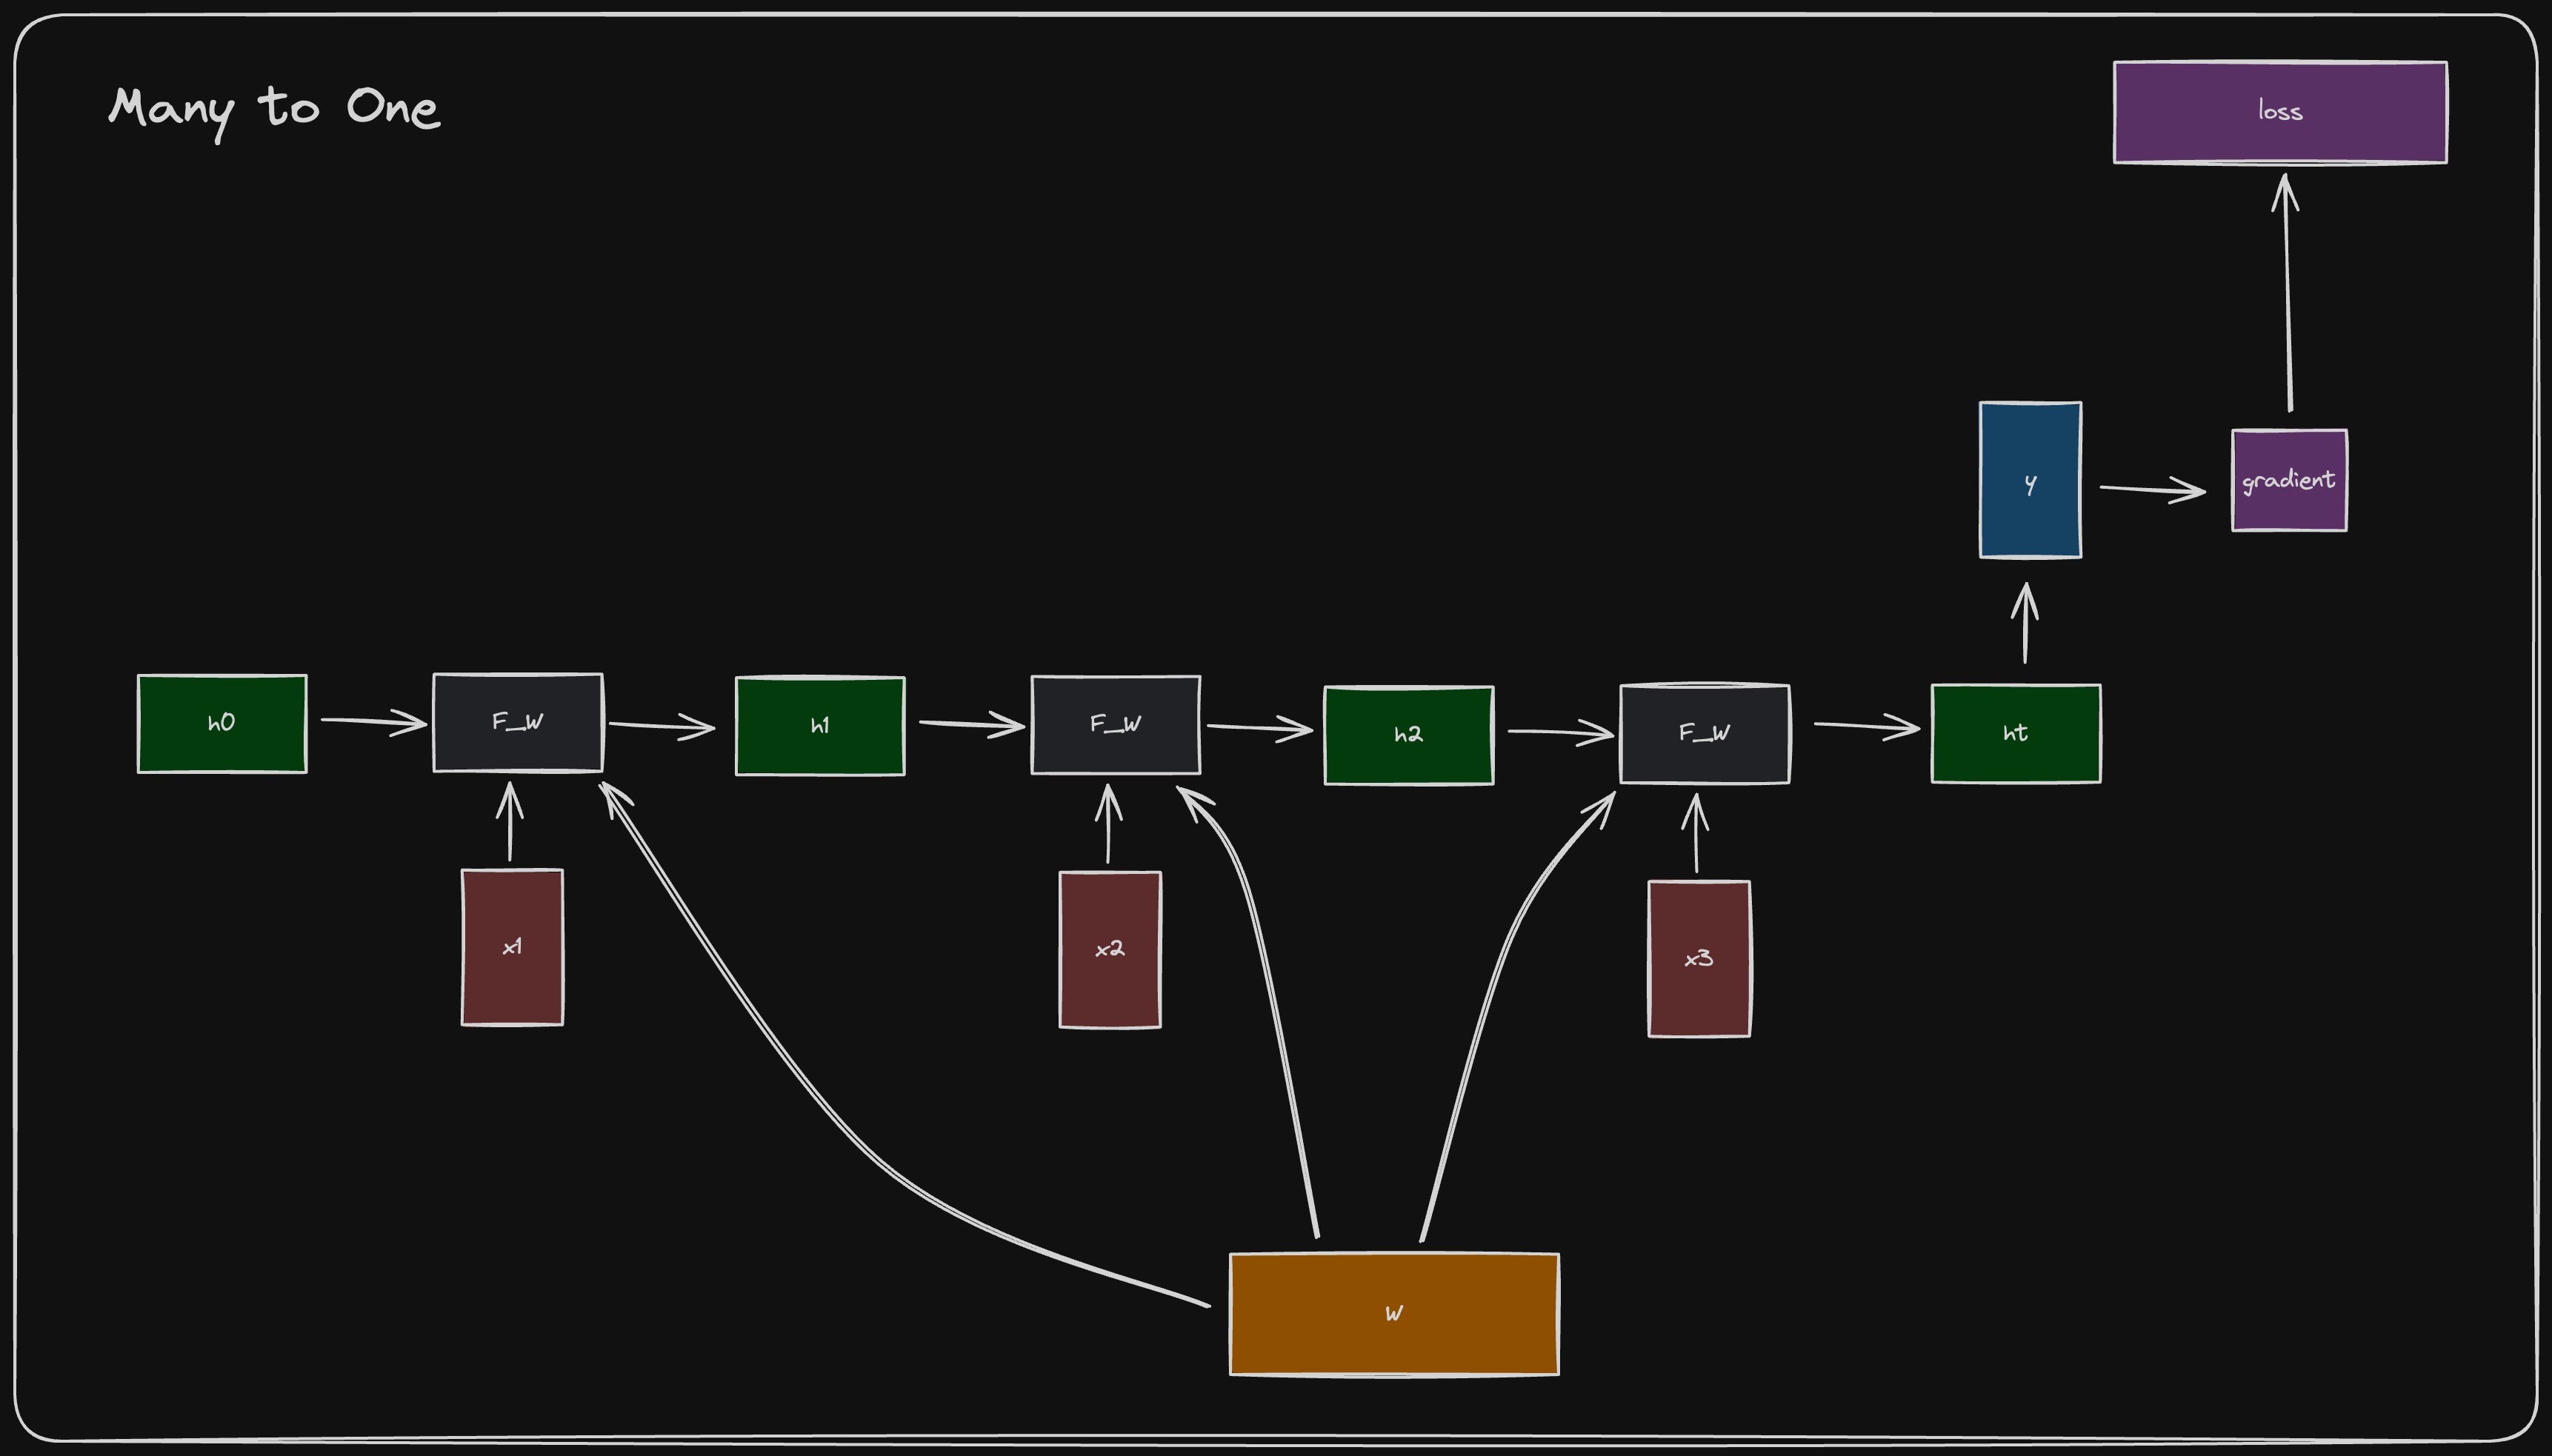 Many to One
loss
y
gradient
h0
F_W
h1
F_W
h2
F_W
ht
x1
x2
x3
W